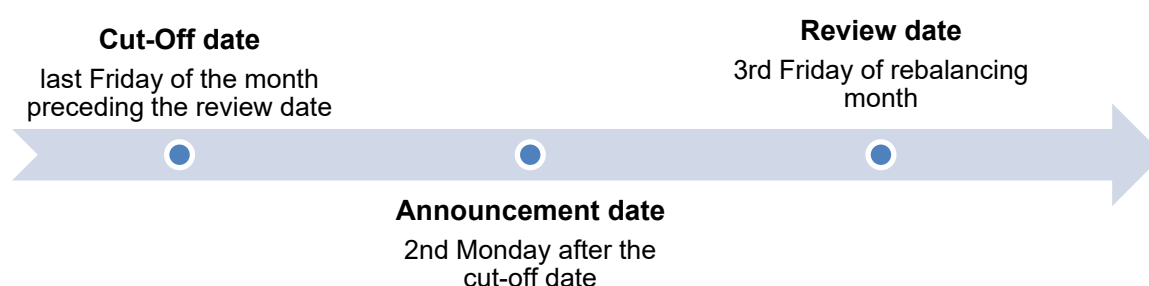 Cut-Off date
last Friday of the month
preceding the review date
Announcement date
2nd Monday after the
cut-off date
Review date
3rd Friday of rebalancing
month